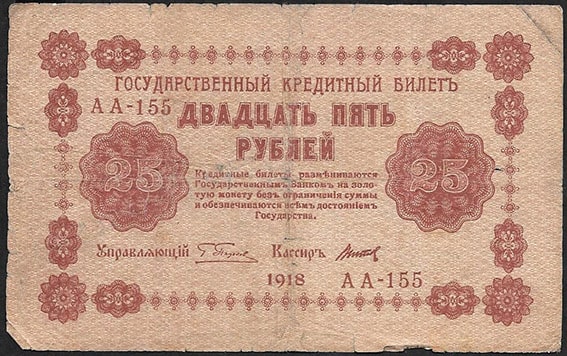 ГОСУДАРСТВЕННЫЙ КРЕДИТНЫЙ БИЛЕТЪ
АА-155
ДВАДЦАТЬ ПЯТЬ
РУБЛЕЙ
25
Кредитные билеты размѣниваются
Государственнымъ Банкомъ на золо-
тую монету безъ ограниченія суммы
и обезпечиваются всѣмъ достояніемъ
Государства.
25
Управляющій
Кассиръ
1918
АА-155